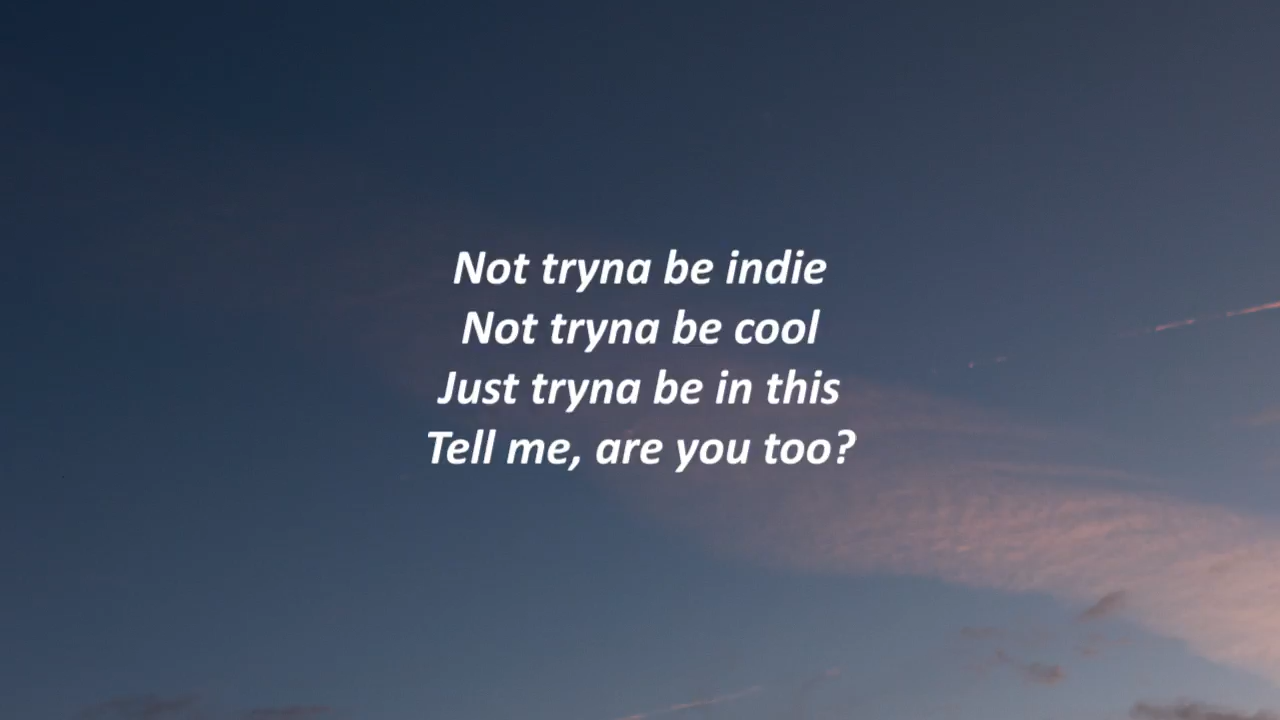 Not tryna be indie
Not tryna be cool
Just tryna be in this
Tell me, are you too?